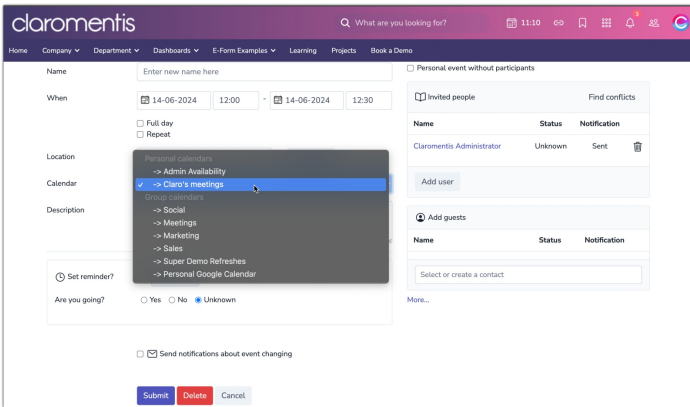 claromentis
What are you looking for?
11:10
3
Home Company Department Dashboards E-Form Examples Learning Projects Book a Demo
Name
Enter new name here
Personal event without participants
When
14-06-2024 12:00 - 14-06-2024 12:30
Invited people Find conflicts
Full day
Repeat
Name Status Notification
Claromentis Administrator Unknown Sent
Location
Personal calendars
-> Admin Availability
Calendar
✓ -> Claro's meetings
Add user
Group calendars
Description
-> Social
-> Meetings
-> Marketing
-> Sales
-> Super Demo Refreshes
-> Personal Google Calendar
Add guests
Name Status Notification
Set reminder?
Select or create a contact
Are you going? Yes No Unknown
More...
Send notifications about event changing
Submit Delete Cancel